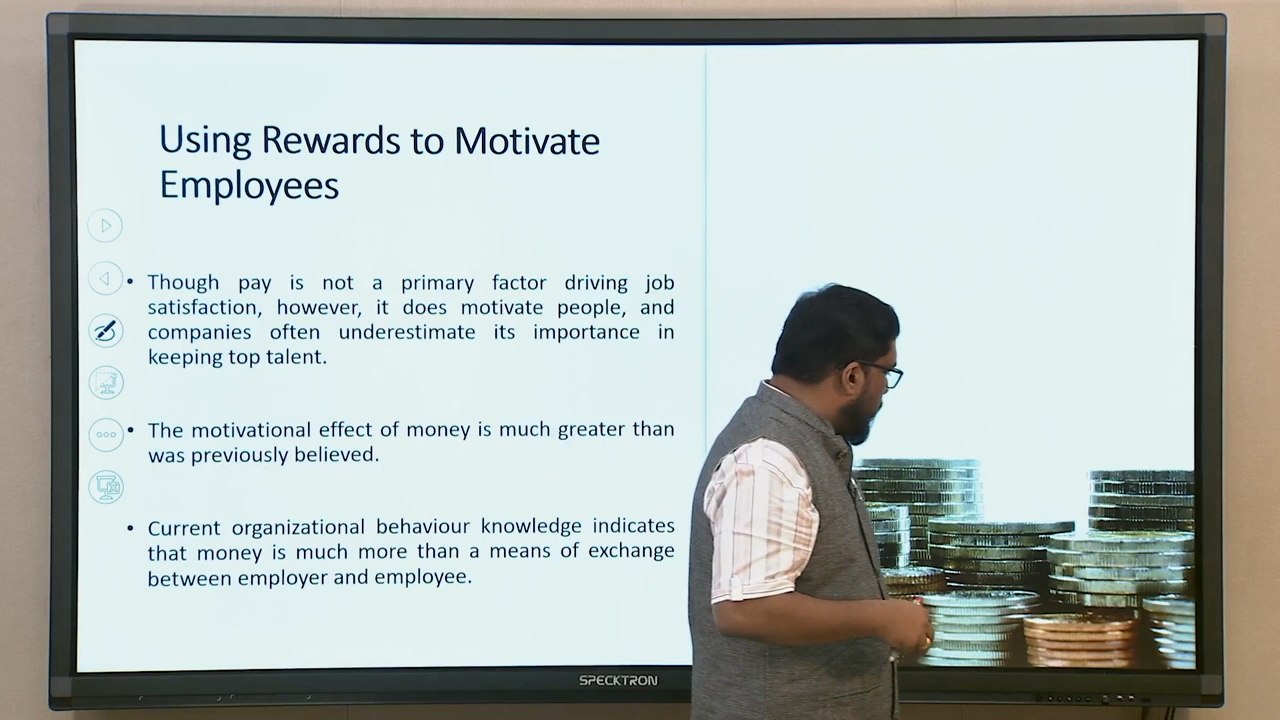 Using Rewards to Motivate
Employees
• Though pay is not a primary factor driving job
satisfaction, however, it does motivate people, and
companies often underestimate its importance in
keeping top talent.
• The motivational effect of money is much greater than
was previously believed.
• Current organizational behaviour knowledge indicates
that money is much more than a means of exchange
between employer and employee.
SPECKTRON